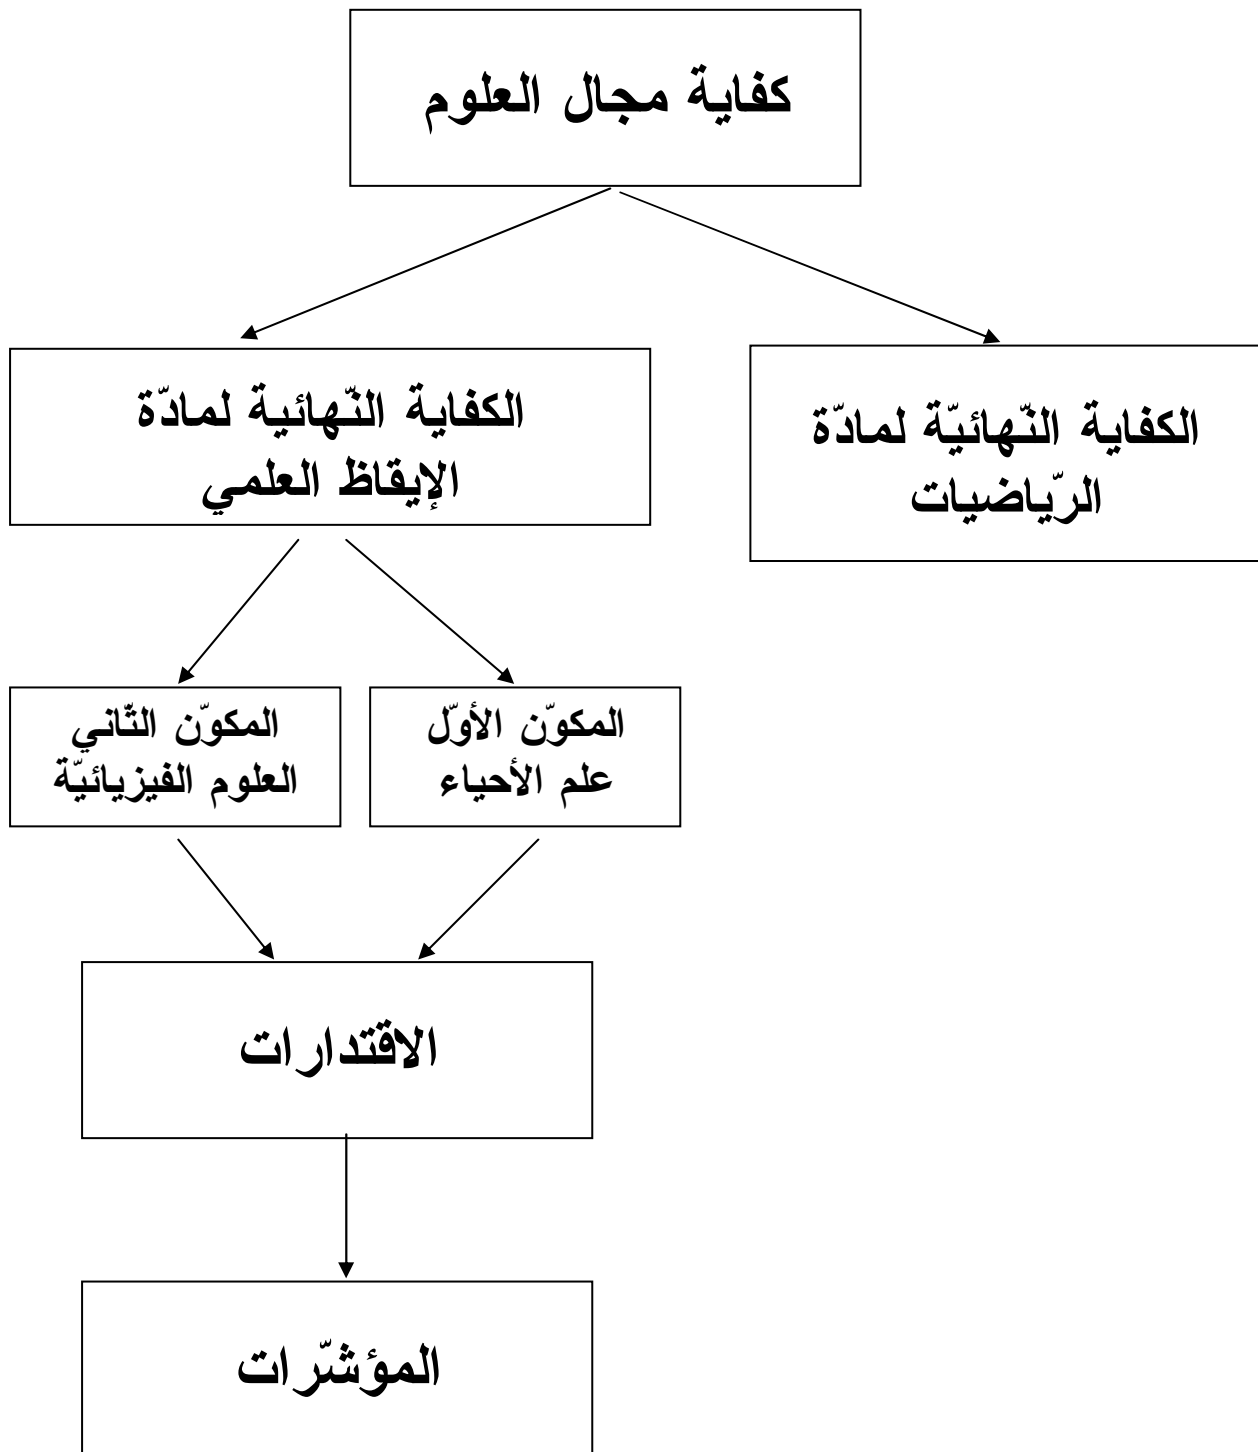 كفاية مجال العلوم
الكفاية النّهائيّة لمادّة
الرّياضيات
الكفاية النّهائية لمادّة
الإيقاظ العلمي
المكوّن الأوّل
علم الأحياء
المكوّن الثّاني
العلوم الفيزيائيّة
الاقتدارات
المؤشّرات